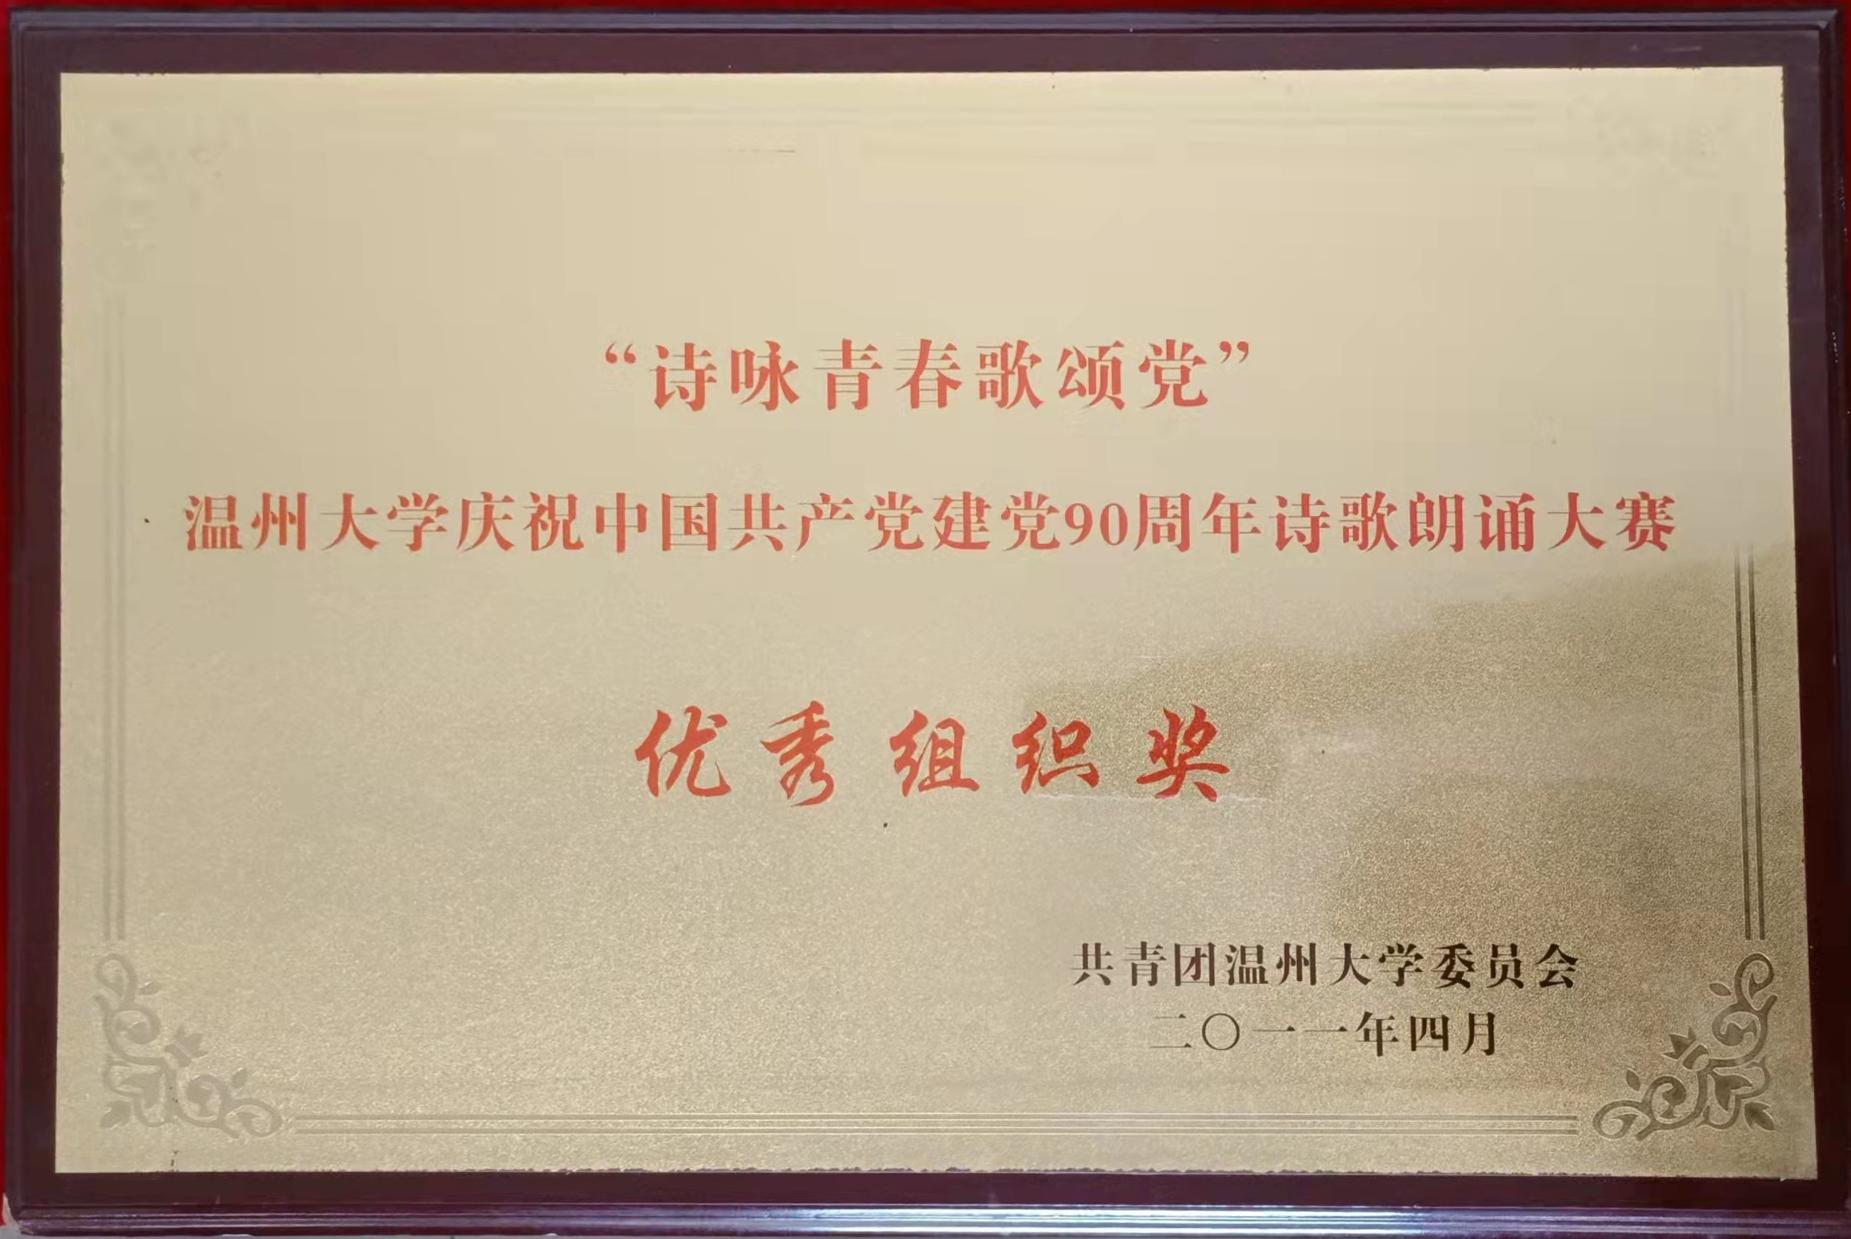 “诗咏青春歌颂党”
温州大学庆祝中国共产党建党90周年诗歌朗诵大赛
优秀组织奖
共青团温州大学委员会
二〇一一年四月